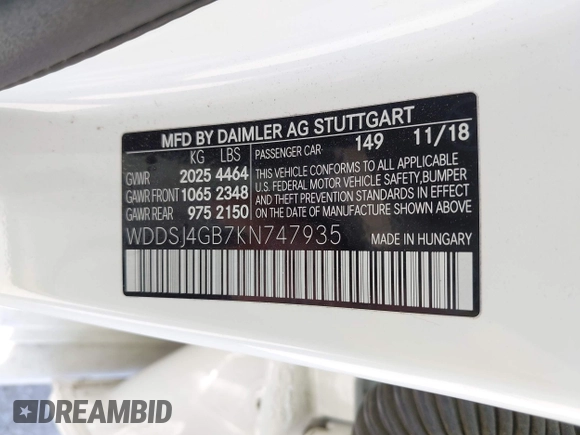 MFD BY DAIMLER AG STUTTGART
KG LBS PASSENGER CAR 149 11/18
GVWR 2025 4464
GAWR FRONT 1065 2348
GAWR REAR 975 2150
THIS VEHICLE CONFORMS TO ALL APPLICABLE
U.S. FEDERAL MOTOR VEHICLE SAFETY, BUMPER
AND THEFT PREVENTION STANDARDS IN EFFECT
ON THE DATE OF MANUFACTURE SHOWN ABOVE.
WDDSJ4GB7KN747935 MADE IN HUNGARY
DREAMBID